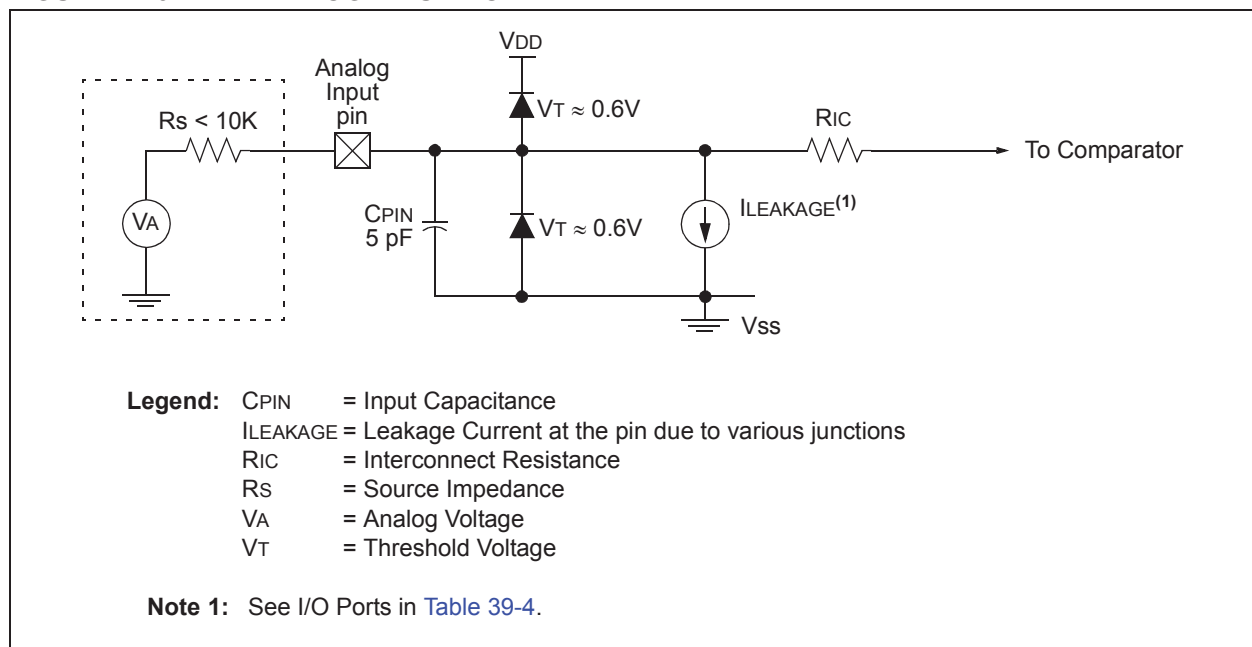 VDD
Analog
Input
pin
Rs < 10K
VT ≈ 0.6V
RIC
To Comparator
VA
CPIN
5 pF
VT ≈ 0.6V
ILEAKAGE(1)
Vss
Legend: CPIN = Input Capacitance
ILEAKAGE = Leakage Current at the pin due to various junctions
RIC = Interconnect Resistance
RS = Source Impedance
VA = Analog Voltage
VT = Threshold Voltage
Note 1: See I/O Ports in Table 39-4.